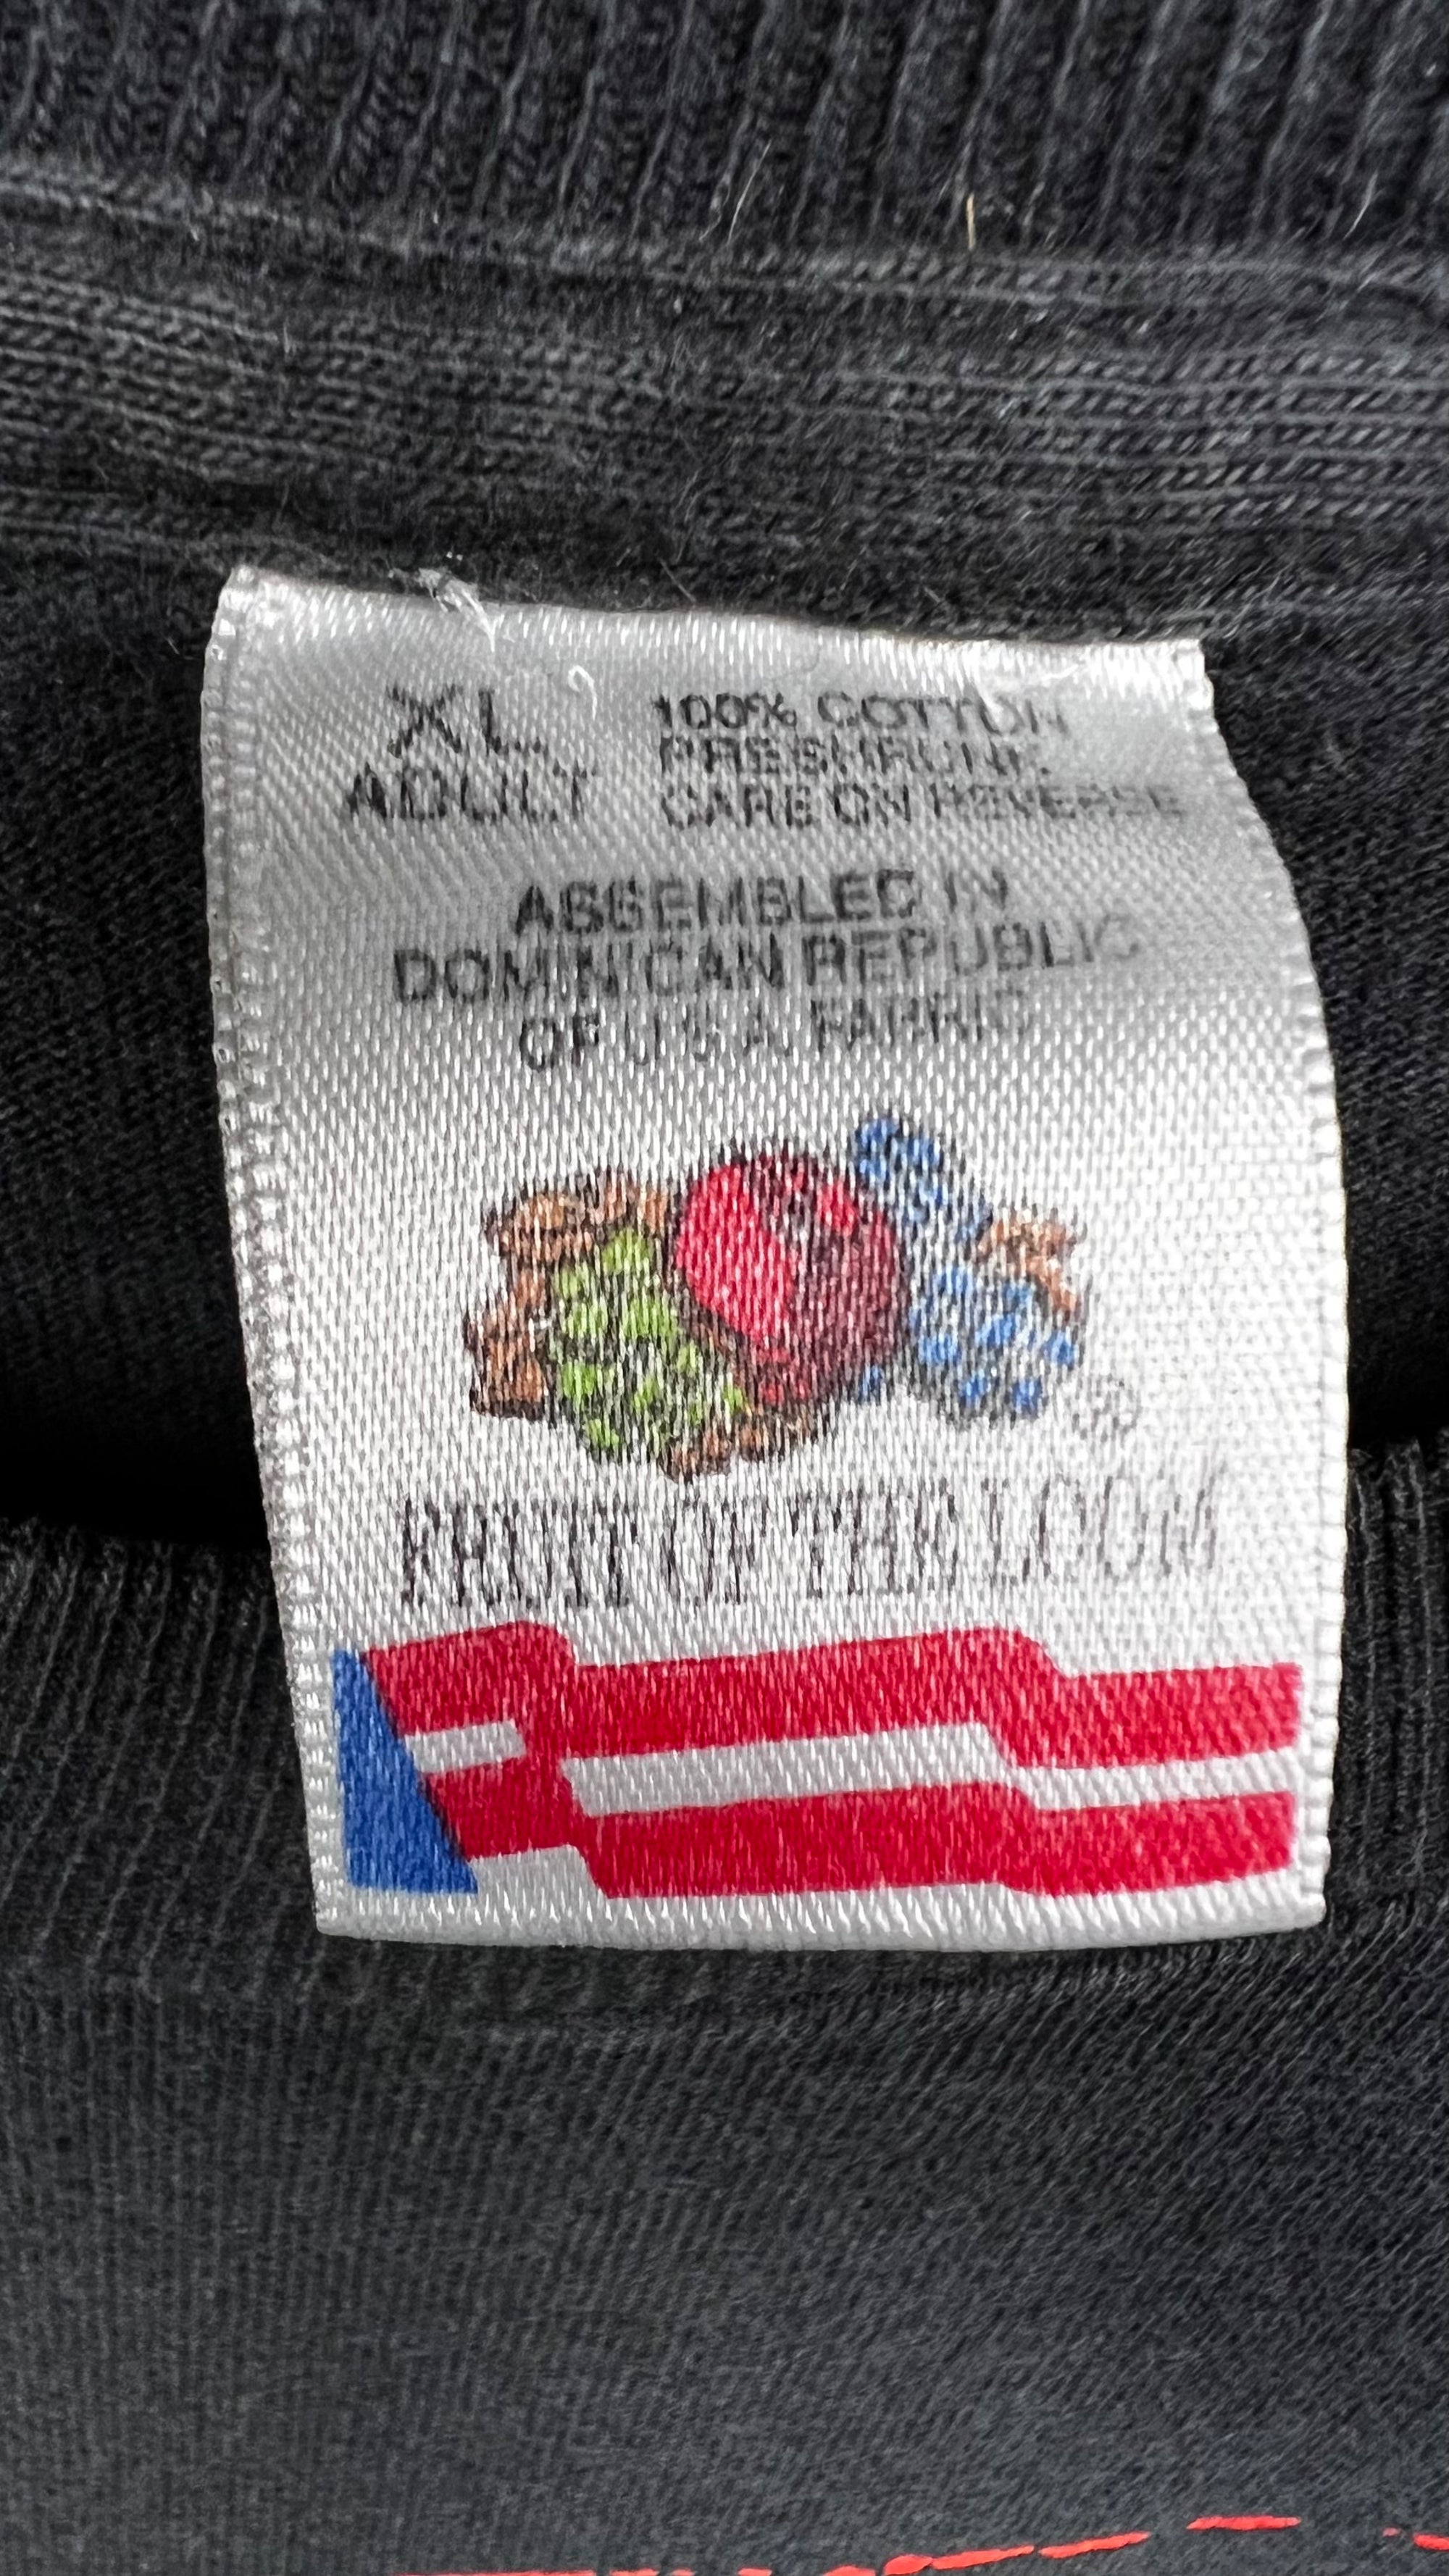 XL
ADULT
100% COTTON
PRESHRUNK
CARE ON REVERSE
ASSEMBLED IN
DOMINICAN REPUBLIC
OF U.S.A. FABRIC
®
FRUIT OF THE LOOM